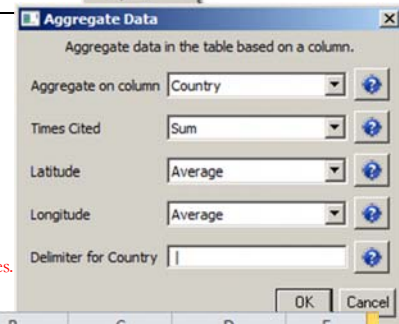 Aggregate Data
Aggregate data in the table based on a column.
Aggregate on column Country
Times Cited Sum
Latitude Average
Longitude Average
Delimiter for Country |
es.
OK Cancel